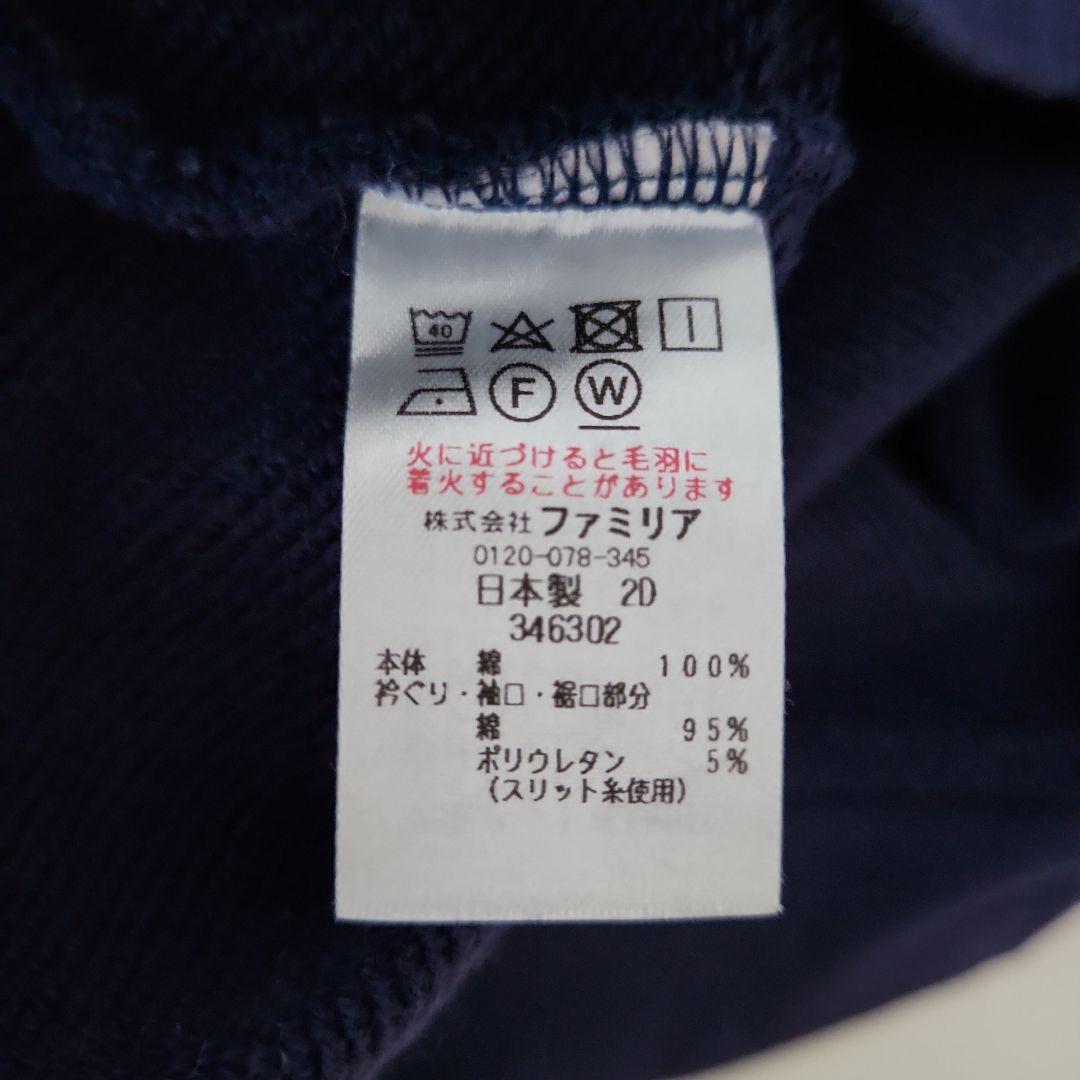 40
F W
火に近づけると毛羽に
着火することがあります
株式会社 ファミリア
0120-078-345
日本製 2D
346302
本体 綿 100%
衿ぐり・袖口・裾口部分
綿 95%
ポリウレタン 5%
(スリット糸使用)